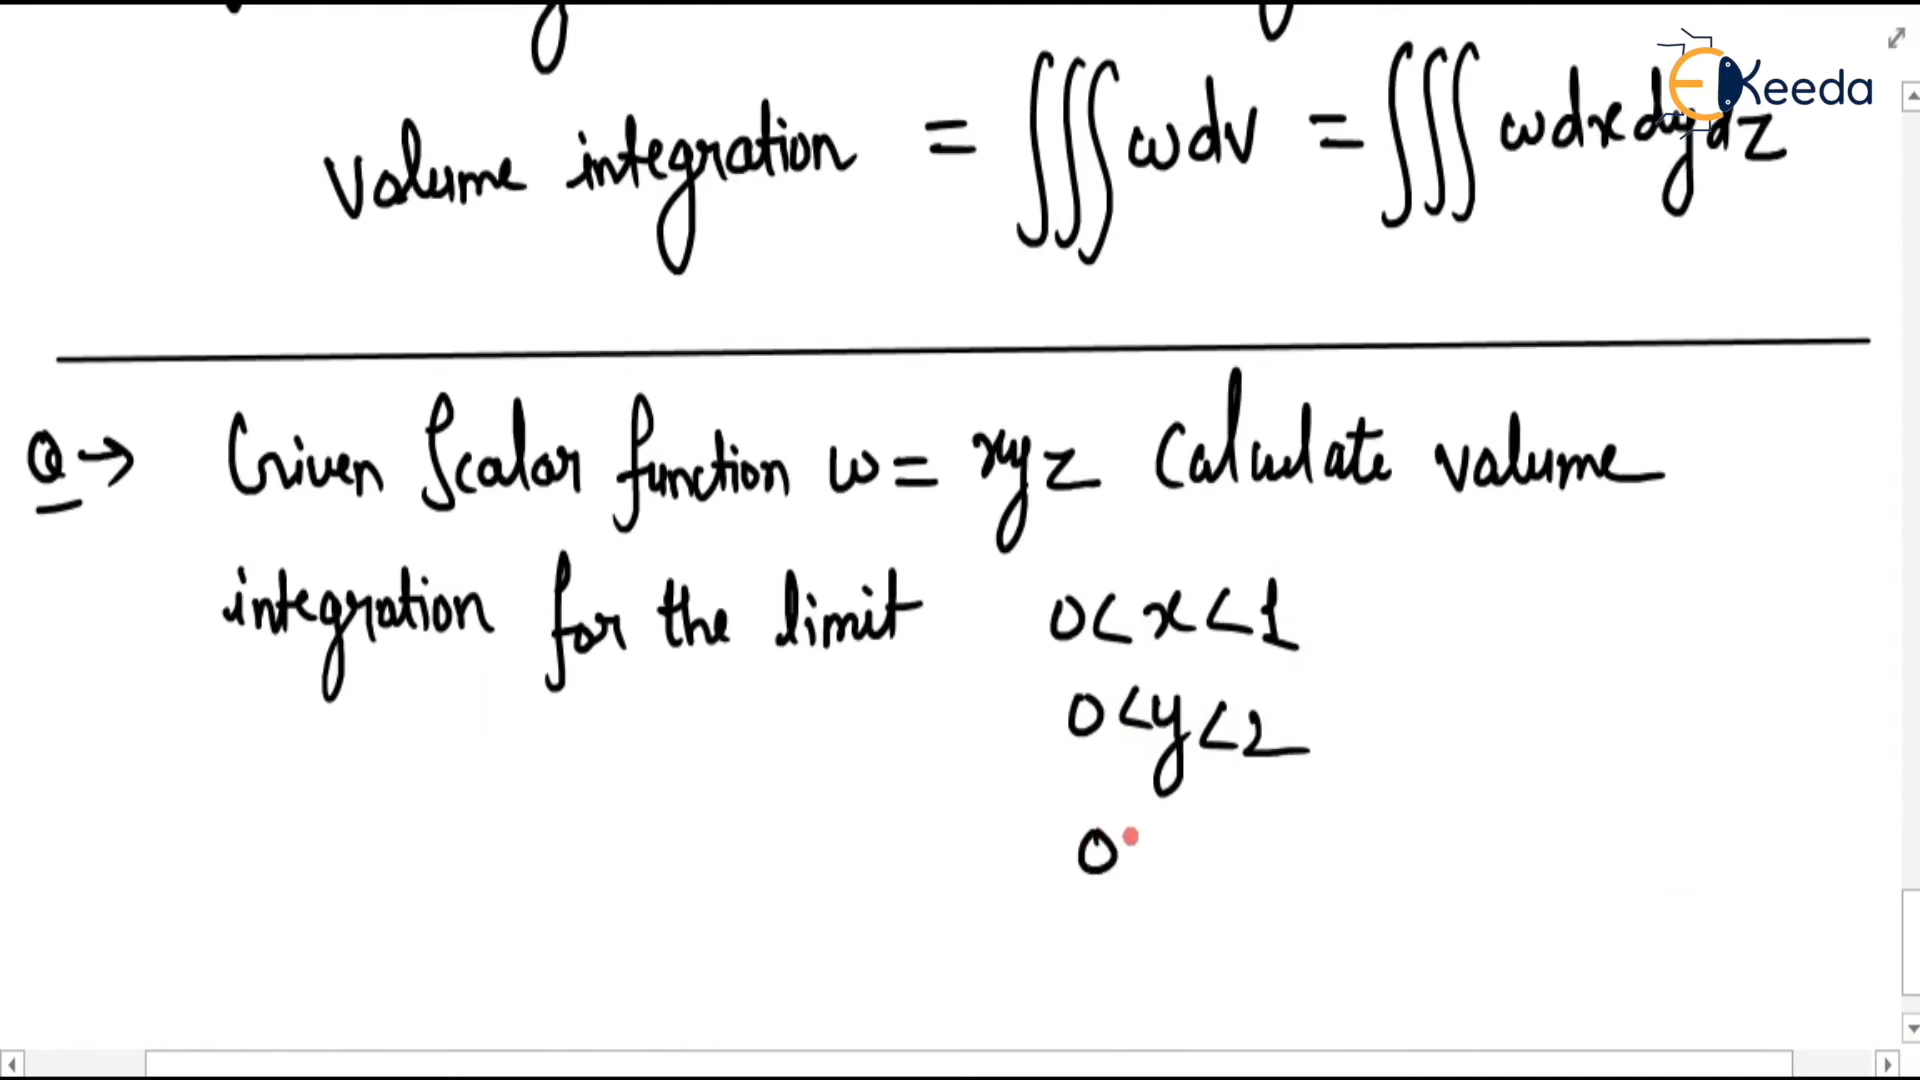 EKeeda
volume integration = ∭ ω dv = ∭ ω dx dy dz
Q → Given Scalar function ω = xyz Calculate volume
integration for the limit 0 < x < 1
0 < y < 2
0